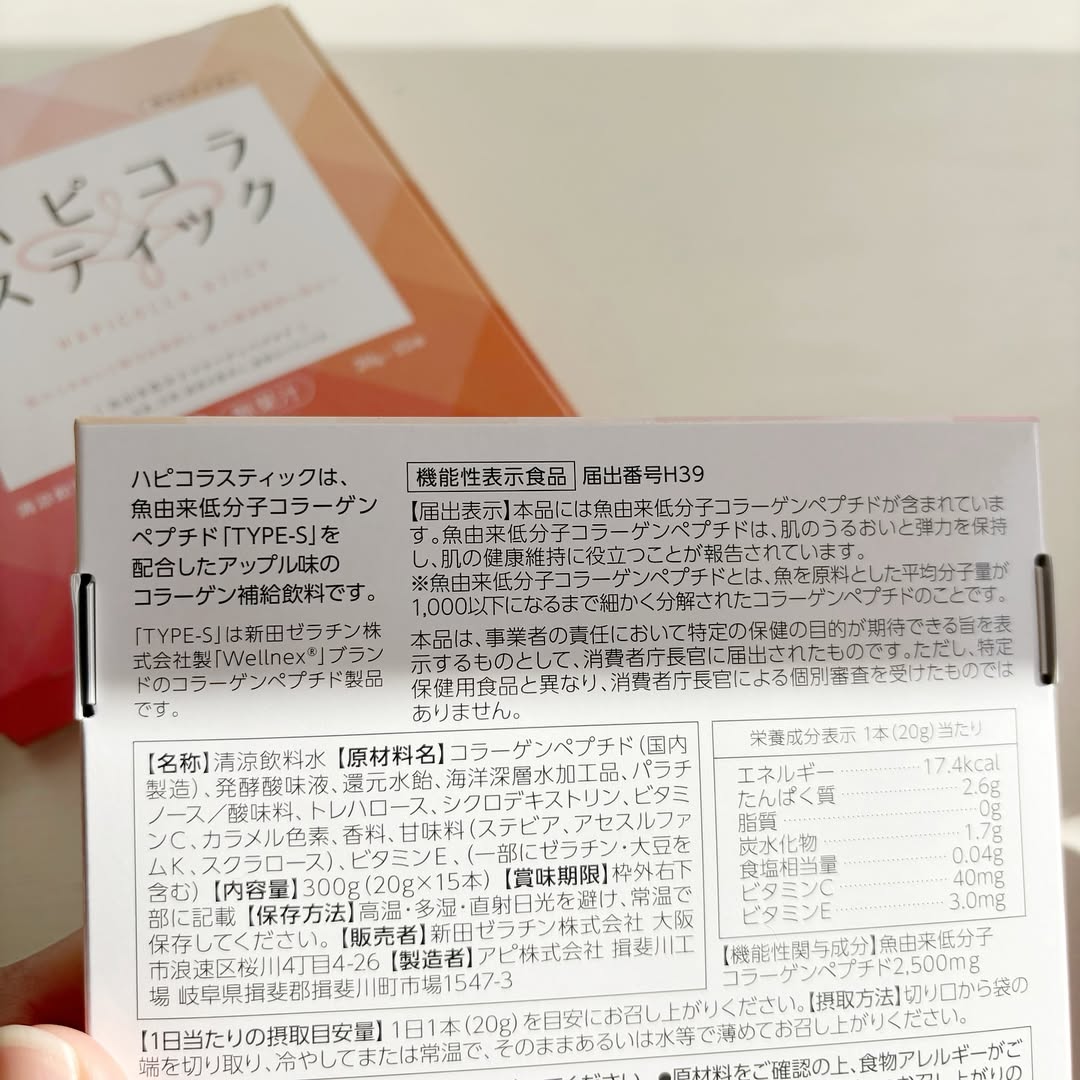 ピコラ
スティック
HAPICOLLA STICK
ハピコラスティックは、
魚由来低分子コラーゲン
ペプチド「TYPE-S」を
配合したアップル味の
コラーゲン補給飲料です。
「TYPE-S」は新田ゼラチン株
式会社製「Wellnex®」ブラン
ドのコラーゲンペプチド製品
です。
機能性表示食品 届出番号H39
【届出表示】本品には魚由来低分子コラーゲンペプチドが含まれていま
す。魚由来低分子コラーゲンペプチドは、肌のうるおいと弾力を保持
し、肌の健康維持に役立つことが報告されています。
※魚由来低分子コラーゲンペプチドとは、魚を原料とした平均分子量が
1,000以下になるまで細かく分解されたコラーゲンペプチドのことです。
本品は、事業者の責任において特定の保健の目的が期待できる旨を表
示するものとして、消費者庁長官に届出されたものです。ただし、特定
保健用食品と異なり、消費者庁長官による個別審査を受けたものでは
ありません。
【名称】清涼飲料水【原材料名】コラーゲンペプチド(国内
製造)、発酵酸味液、還元水飴、海洋深層水加工品、パラチ
ノース/酸味料、トレハロース、シクロデキストリン、ビタミ
ンC、カラメル色素、香料、甘味料(ステビア、アセスルファ
ムK、スクラロース)、ビタミンE、(一部にゼラチン・大豆を
含む)【内容量】300g(20g×15本)【賞味期限】枠外右下
部に記載【保存方法】高温・多湿・直射日光を避け、常温で
保存してください。【販売者】新田ゼラチン株式会社 大阪
市浪速区桜川4丁目4-26【製造者】アピ株式会社 揖斐川工
場 岐阜県揖斐郡揖斐川町市場1547-3
栄養成分表示 1本(20g)当たり
エネルギー 17.4kcal
たんぱく質 2.6g
脂質 0g
炭水化物 1.7g
食塩相当量 0.04g
ビタミンC 40mg
ビタミンE 3.0mg
【機能性関与成分】魚由来低分子
コラーゲンペプチド2,500mg
【1日当たりの摂取目安量】1日1本(20g)を目安にお召し上がりください。【摂取方法】切り口から袋の
端を切り取り、冷やしてまたは常温で、そのままあるいは水等で薄めてお召し上がりください。
●原材料をご確認の上、食物アレルギーがご